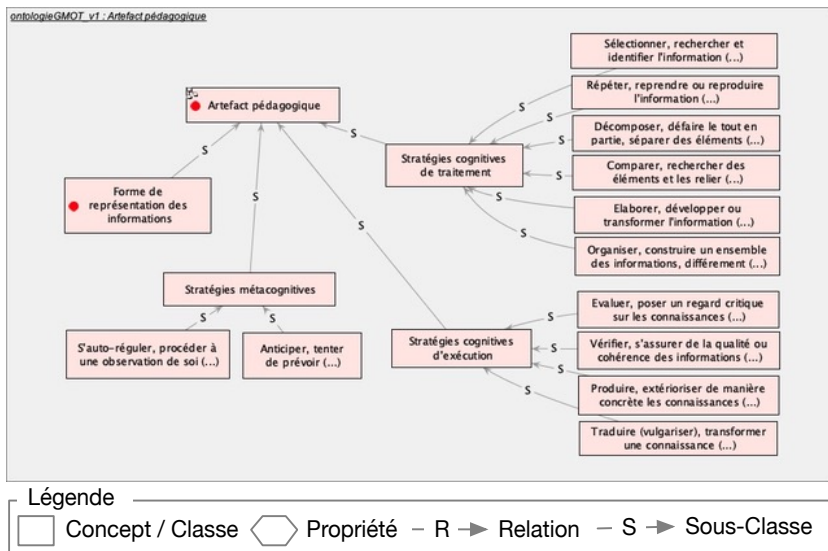 ontologieGMOT_v1 : Artefact pédagogique
Artefact pédagogique
S
Forme de
représentation des
informations
S
Stratégies métacognitives
S
S'auto-réguler, procéder à
une observation de soi (...)
S
Anticiper, tenter
de prévoir (...)
S
Stratégies cognitives
de traitement
S
Sélectionner, rechercher et
identifier l'information (...)
S
Répéter, reprendre ou reproduire
l'information (...)
S
Décomposer, défaire le tout en
partie, séparer des éléments (...)
S
Comparer, rechercher des
éléments et les relier (...)
S
Elaborer, développer ou
transformer l'information (...)
S
Organiser, construire un ensemble
des informations, différement (...)
S
Stratégies cognitives
d'exécution
S
Evaluer, poser un regard critique
sur les connaissances (...)
S
Vérifier, s'assurer de la qualité ou
cohérence des informations (...)
S
Produire, extérioriser de manière
concrète les connaissances (...)
S
Traduire (vulgariser), transformer
une connaissance (...)
Légende
Concept / Classe Propriété – R → Relation – S → Sous-Classe